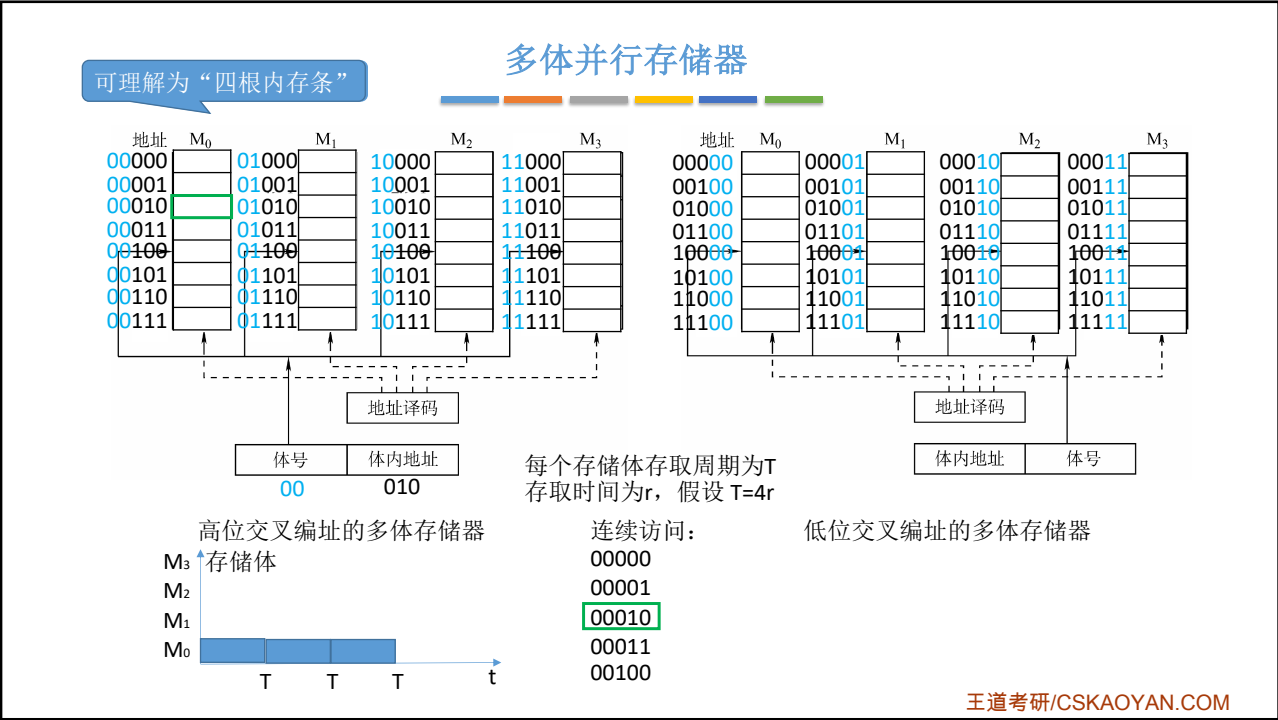 多体并行存储器
可理解为“四根内存条”
地址 M0 M1 M2 M3
00000 01000 10000 11000
00001 01001 10001 11001
00010 01010 10010 11010
00011 01011 10011 11011
00100 01100 10100 11100
00101 01101 10101 11101
00110 01110 10110 11110
00111 01111 10111 11111
地址译码
体号 体内地址
00 010
高位交叉编址的多体存储器
地址 M0 M1 M2 M3
00000 00001 00010 00011
00100 00101 00110 00111
01000 01001 01010 01011
01100 01101 01110 01111
10000 10001 10010 10011
10100 10101 10110 10111
11000 11001 11010 11011
11100 11101 11110 11111
地址译码
体内地址 体号
低位交叉编址的多体存储器
每个存储体存取周期为T
存取时间为r，假设 T=4r
连续访问：
00000
00001
00010
00011
00100
存储体
M3
M2
M1
M0
T T T t
王道考研/CSKAOYAN.COM